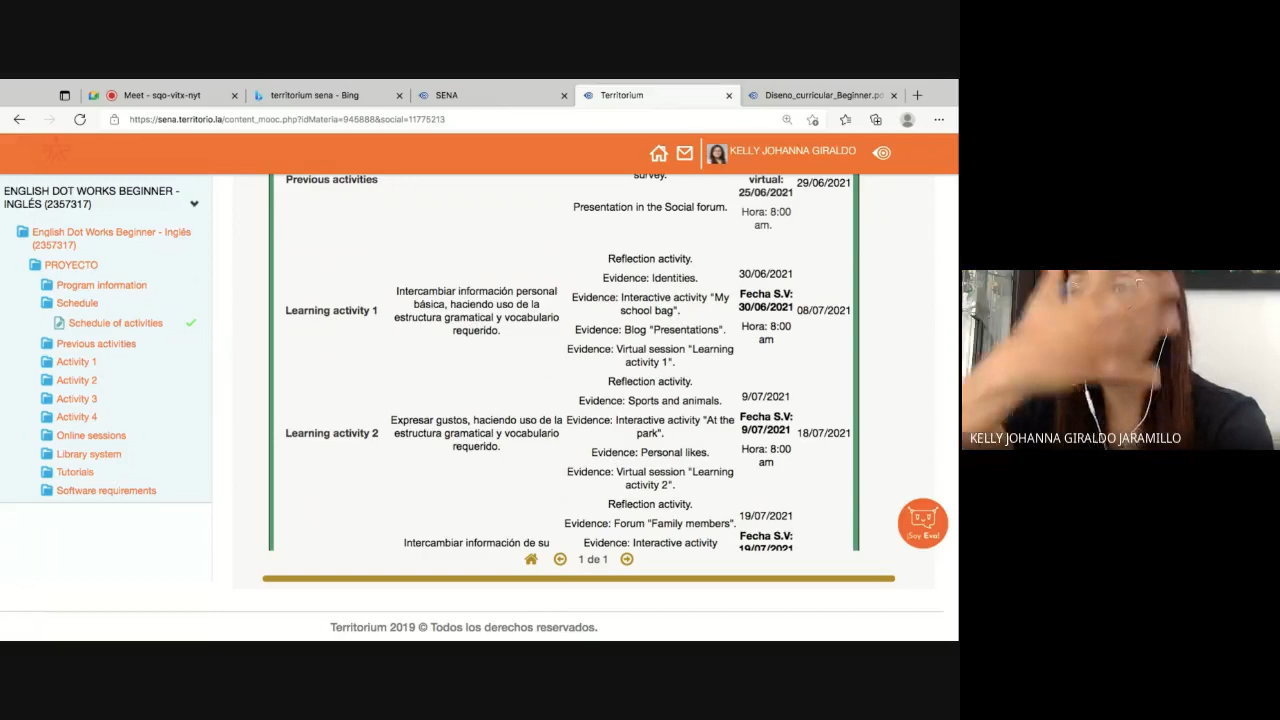 Meet - sqo-vitx-nyt
territorium sena - Bing
SENA
Territorium
Diseno_curricular_Beginner.pd
https://sena.territorio.la/content_mooc.php?idMateria=945888&social=11775213
KELLY JOHANNA GIRALDO
ENGLISH DOT WORKS BEGINNER -
INGLÉS (2357317)
English Dot Works Beginner - Inglés
(2357317)
PROYECTO
Program information
Schedule
Schedule of activities
Previous activities
Activity 1
Activity 2
Activity 3
Activity 4
Online sessions
Library system
Tutorials
Software requirements
Previous activities
survey.
Presentation in the Social forum.
virtual:
25/06/2021
Hora: 8:00
am.
29/06/2021
Learning activity 1
Intercambiar información personal
básica, haciendo uso de la
estructura gramatical y vocabulario
requerido.
Reflection activity.
Evidence: Identities.
Evidence: Interactive activity "My
school bag".
Evidence: Blog "Presentations".
Evidence: Virtual session "Learning
activity 1".
30/06/2021
Fecha S.V:
30/06/2021
Hora: 8:00
am
08/07/2021
Learning activity 2
Expresar gustos, haciendo uso de la
estructura gramatical y vocabulario
requerido.
Reflection activity.
Evidence: Sports and animals.
Evidence: Interactive activity "At the
park".
Evidence: Personal likes.
Evidence: Virtual session "Learning
activity 2".
9/07/2021
Fecha S.V:
9/07/2021
Hora: 8:00
am
18/07/2021
Intercambiar información de su
Reflection activity.
Evidence: Forum "Family members".
Evidence: Interactive activity
19/07/2021
Fecha S.V:
19/07/2021
1 de 1
¡Soy Eva!
Territorium 2019 © Todos los derechos reservados.
KELLY JOHANNA GIRALDO JARAMILLO